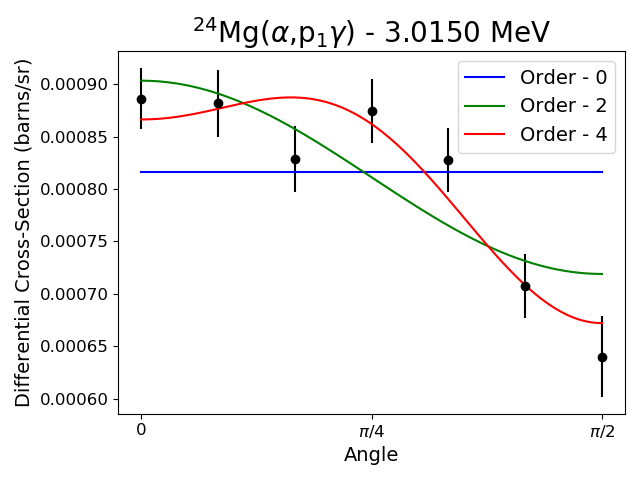 ²⁴Mg(α,p₁γ) - 3.0150 MeV
Order - 0
Order - 2
Order - 4
Differential Cross-Section (barns/sr)
0.00090
0.00085
0.00080
0.00075
0.00070
0.00065
0.00060
0 π/4 π/2
Angle